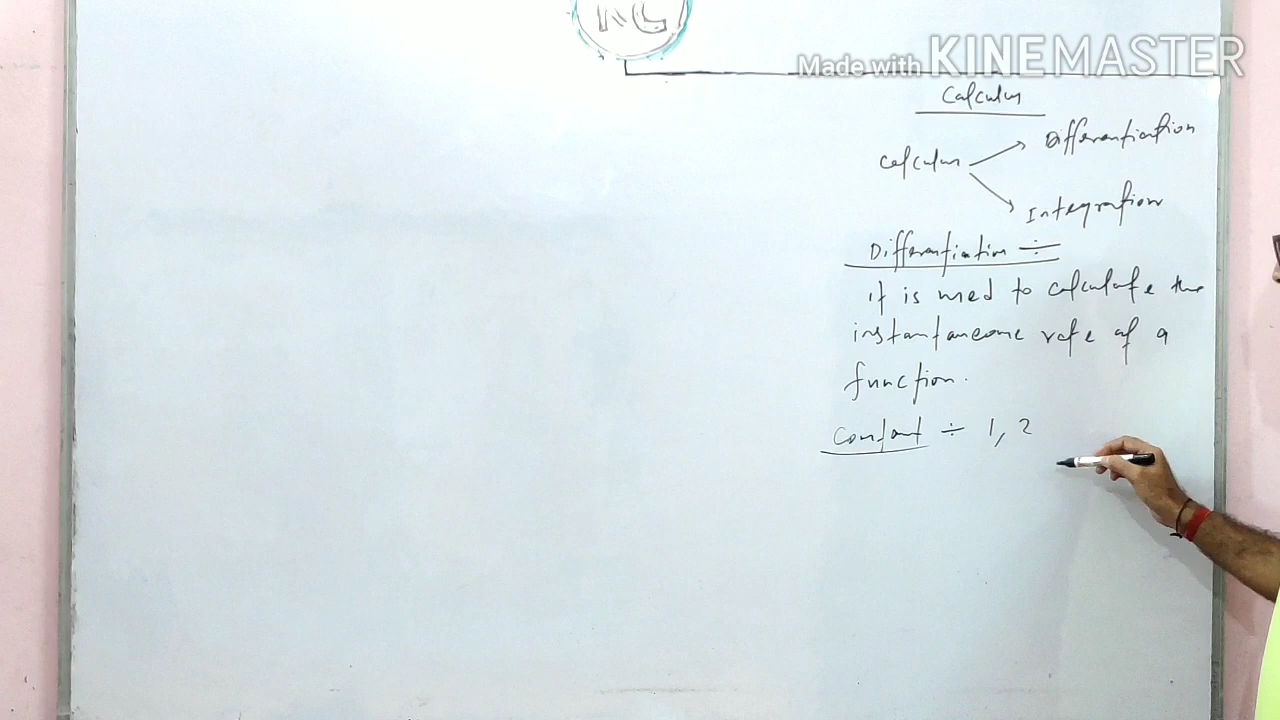 NC
Made with KINEMASTER
Calculus
Calculus → Differentiation
→ Integration
Differentiation ÷
it is used to calculate the
instantaneous rate of a
function.
constant ÷ 1, 2